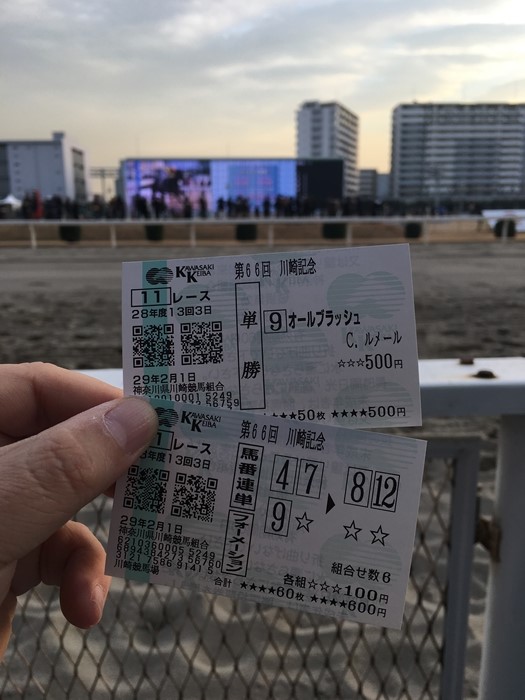 KAWASAKI KEIBA
第66回 川崎記念
11レース
28年度13回3日
単勝
9 オールブラッシュ
C. ルメール
☆☆☆500円
29年2月1日
神奈川県川崎競馬組合
★★★★50枚 ★★★★500円
KAWASAKI KEIBA
第66回 川崎記念
レース
年度13回3日
馬番連単
フォーメーション
4 7 ▶ 8 12
9 ☆ ☆ ☆
組合せ数6
29年2月1日
神奈川県川崎競馬組合
川崎競馬場
各組☆☆☆100円
合計 ★★★★60枚 ★★★★600円